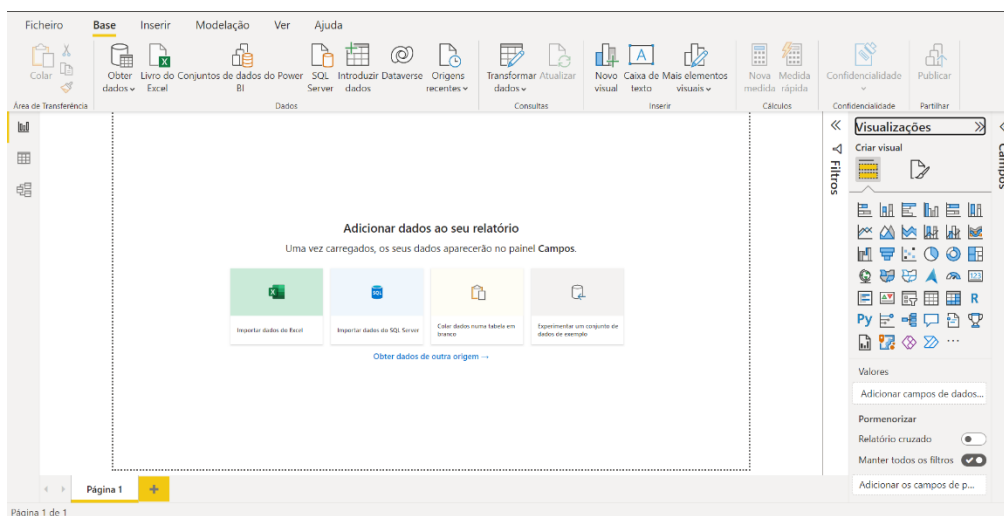 Ficheiro Base Inserir Modelação Ver Ajuda
Colar Obter Livro do Conjuntos de dados do Power SQL Introduzir Dataverse Origens Transformar Atualizar Novo Caixa de Mais elementos Nova Medida Confidencialidade Publicar
dados Excel BI Server dados recentes dados visual texto visuais medida rápida
Área de Transferência Dados Consultas Inserir Cálculos Confidencialidade Partilhar
Visualizações
Criar visual
Filtros
Campos
Adicionar dados ao seu relatório
Uma vez carregados, os seus dados aparecerão no painel Campos.
SQL
Importar dados do Excel
Importar dados do SQL Server
Colar dados numa tabela em
branco
Experimentar um conjunto de
dados de exemplo
Obter dados de outra origem →
123
R
Py
...
Valores
Adicionar campos de dados...
Pormenorizar
Relatório cruzado
Manter todos os filtros
Adicionar os campos de p...
Página 1 +
Página 1 de 1